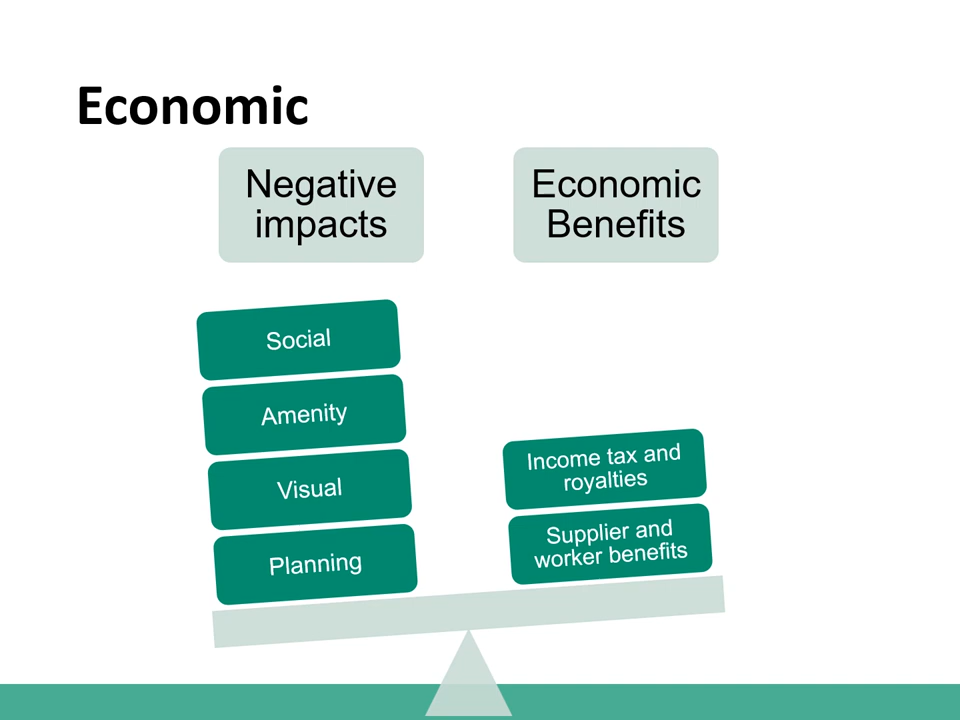 Economic
Negative
impacts
Economic
Benefits
Social
Amenity
Visual
Planning
Income tax and
royalties
Supplier and
worker benefits